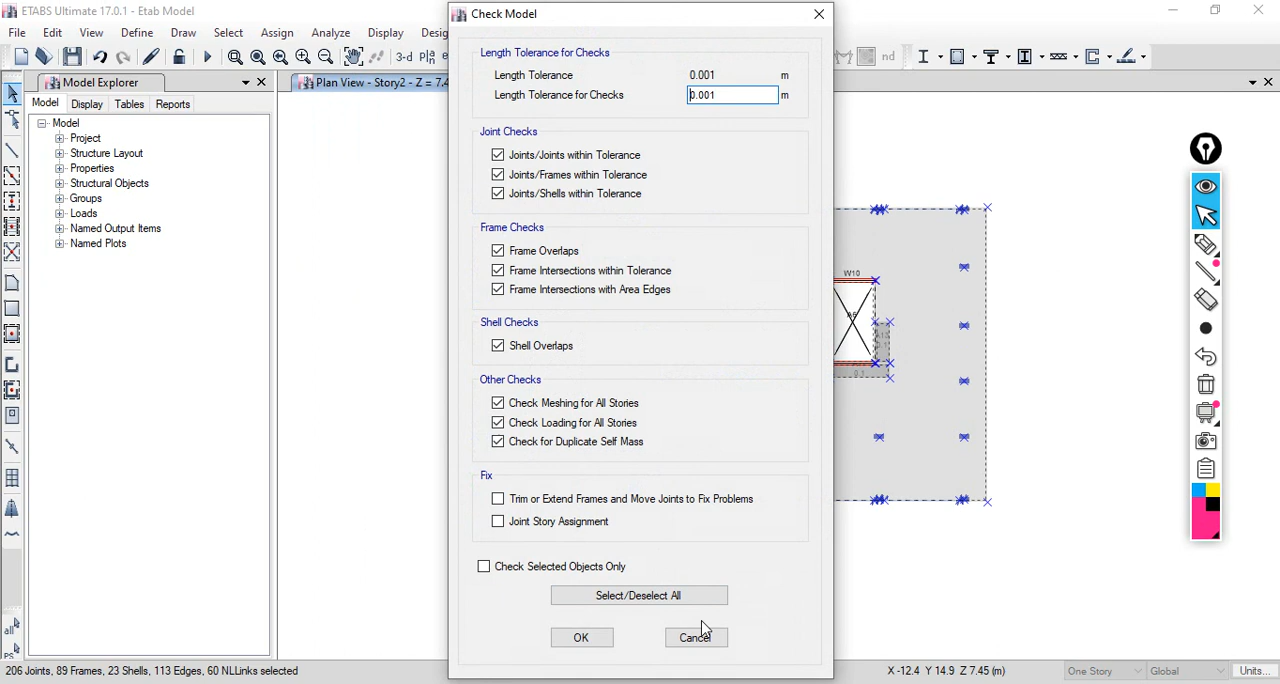 ETABS Ultimate 17.0.1 - Etab Model
File Edit View Define Draw Select Assign Analyze Display
3-d
nd
Model Explorer
Plan View - Story2 - Z = 7.4
Model Display Tables Reports
Model
Project
Structure Layout
Properties
Structural Objects
Groups
Loads
Named Output Items
Named Plots
all
PS
Check Model
Length Tolerance for Checks
Length Tolerance 0.001 m
Length Tolerance for Checks 0.001 m
Joint Checks
Joints/Joints within Tolerance
Joints/Frames within Tolerance
Joints/Shells within Tolerance
Frame Checks
Frame Overlaps
Frame Intersections within Tolerance
Frame Intersections with Area Edges
Shell Checks
Shell Overlaps
Other Checks
Check Meshing for All Stories
Check Loading for All Stories
Check for Duplicate Self Mass
Fix
Trim or Extend Frames and Move Joints to Fix Problems
Joint Story Assignment
Check Selected Objects Only
Select/Deselect All
OK Cancel
W10
206 Joints, 89 Frames, 23 Shells, 113 Edges, 60 NLLinks selected
X -12.4 Y 14.9 Z 7.45 (m)
One Story Global Units...